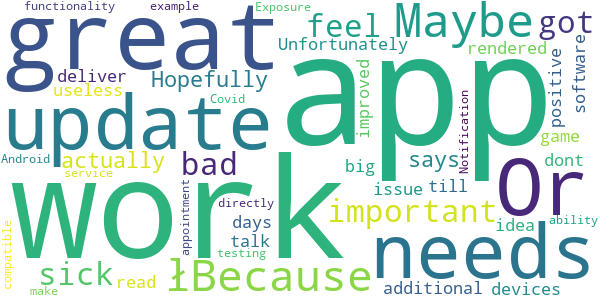 functionality example Exposure
great feel Maybe got
Unfortunately rendered
deliver Hopefully improved positive software
useless Covid game
update app Or
Android actually bad says Notification dont
service big issue till
work sick days important idea ability
appointment directly talk needs
compatible testing
read łBecause additional devices
make